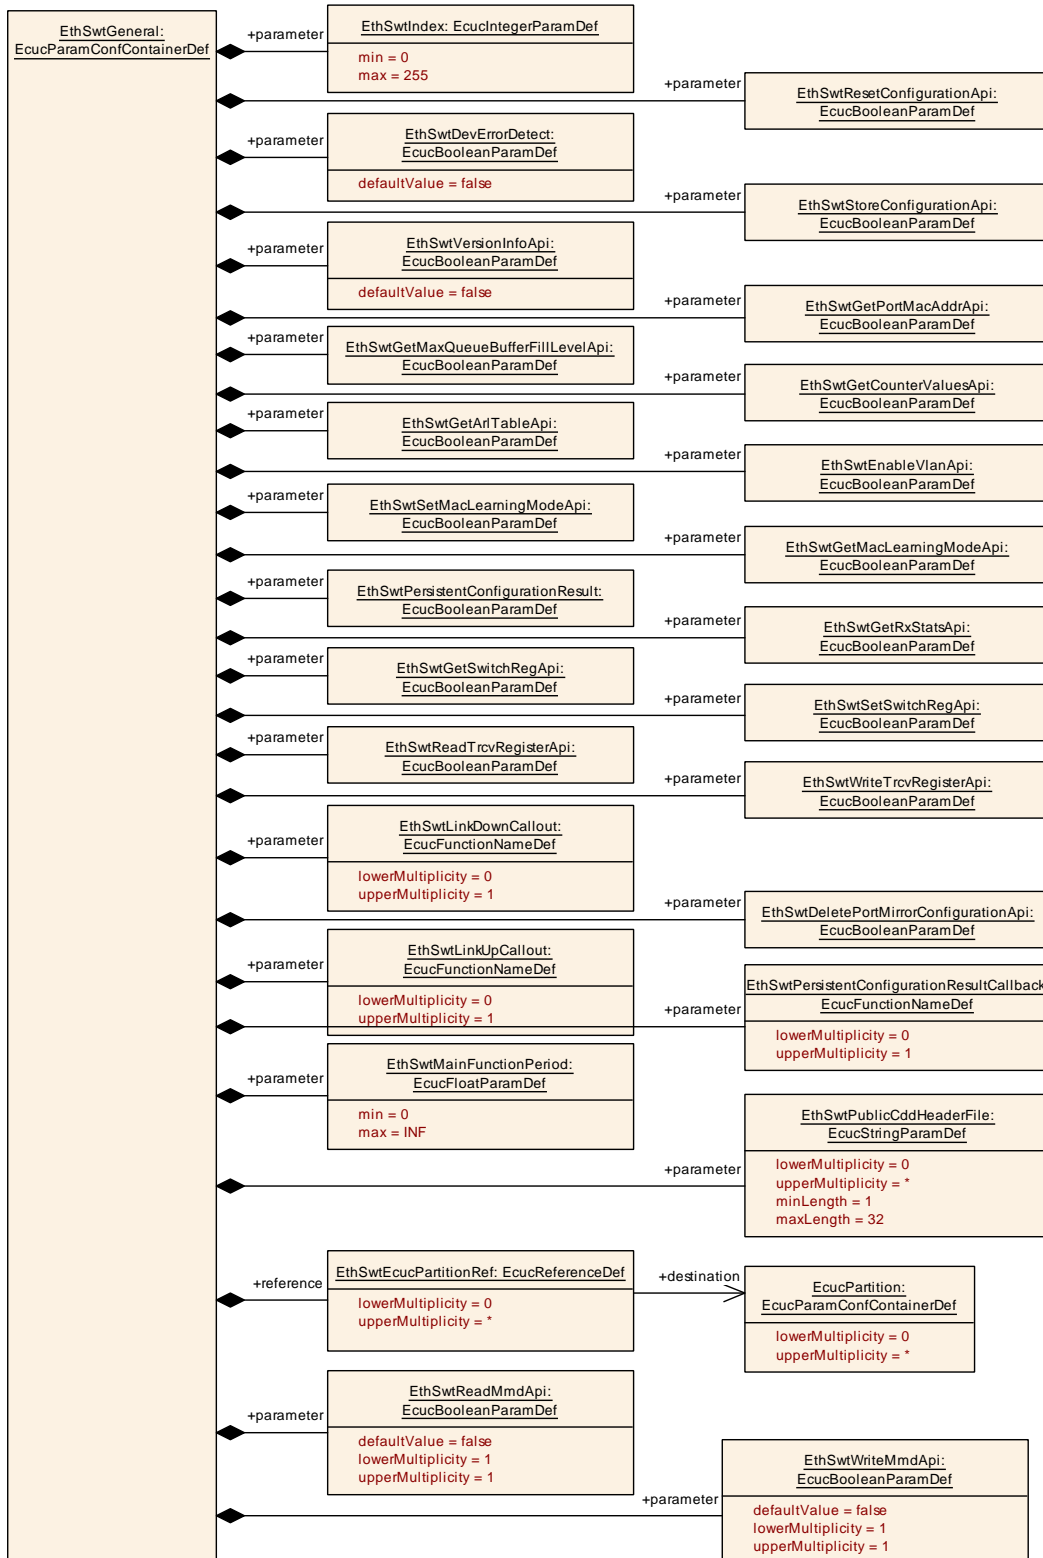 EthSwtGeneral:
EcucParamConfContainerDef
+parameter
EthSwtIndex: EcucIntegerParamDef
min = 0
max = 255
+parameter
EthSwtResetConfigurationApi:
EcucBooleanParamDef
+parameter
EthSwtDevErrorDetect:
EcucBooleanParamDef
defaultValue = false
+parameter
EthSwtStoreConfigurationApi:
EcucBooleanParamDef
+parameter
EthSwtVersionInfoApi:
EcucBooleanParamDef
defaultValue = false
+parameter
EthSwtGetPortMacAddrApi:
EcucBooleanParamDef
+parameter
EthSwtGetMaxQueueBufferFillLevelApi:
EcucBooleanParamDef
+parameter
EthSwtGetCounterValuesApi:
EcucBooleanParamDef
+parameter
EthSwtGetArlTableApi:
EcucBooleanParamDef
+parameter
EthSwtEnableVlanApi:
EcucBooleanParamDef
+parameter
EthSwtSetMacLearningModeApi:
EcucBooleanParamDef
+parameter
EthSwtGetMacLearningModeApi:
EcucBooleanParamDef
+parameter
EthSwtPersistentConfigurationResult:
EcucBooleanParamDef
+parameter
EthSwtGetRxStatsApi:
EcucBooleanParamDef
+parameter
EthSwtGetSwitchRegApi:
EcucBooleanParamDef
+parameter
EthSwtSetSwitchRegApi:
EcucBooleanParamDef
+parameter
EthSwtReadTrcvRegisterApi:
EcucBooleanParamDef
+parameter
EthSwtWriteTrcvRegisterApi:
EcucBooleanParamDef
+parameter
EthSwtLinkDownCallout:
EcucFunctionNameDef
lowerMultiplicity = 0
upperMultiplicity = 1
+parameter
EthSwtDeletePortMirrorConfigurationApi:
EcucBooleanParamDef
+parameter
EthSwtLinkUpCallout:
EcucFunctionNameDef
lowerMultiplicity = 0
upperMultiplicity = 1
+parameter
EthSwtPersistentConfigurationResultCallback
EcucFunctionNameDef
lowerMultiplicity = 0
upperMultiplicity = 1
+parameter
EthSwtMainFunctionPeriod:
EcucFloatParamDef
min = 0
max = INF
+parameter
EthSwtPublicCddHeaderFile:
EcucStringParamDef
lowerMultiplicity = 0
upperMultiplicity = *
minLength = 1
maxLength = 32
+reference
EthSwtEcucPartitionRef: EcucReferenceDef
lowerMultiplicity = 0
upperMultiplicity = *
+destination
EcucPartition:
EcucParamConfContainerDef
lowerMultiplicity = 0
upperMultiplicity = *
+parameter
EthSwtReadMmdApi:
EcucBooleanParamDef
defaultValue = false
lowerMultiplicity = 1
upperMultiplicity = 1
+parameter
EthSwtWriteMmdApi:
EcucBooleanParamDef
defaultValue = false
lowerMultiplicity = 1
upperMultiplicity = 1